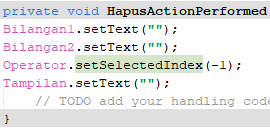 private void HapusActionPerformed
Bilangan1.setText("");
Bilangan2.setText("");
Operator.setSelectedIndex(-1);
Tampilan.setText("");
// TODO add your handling code
}